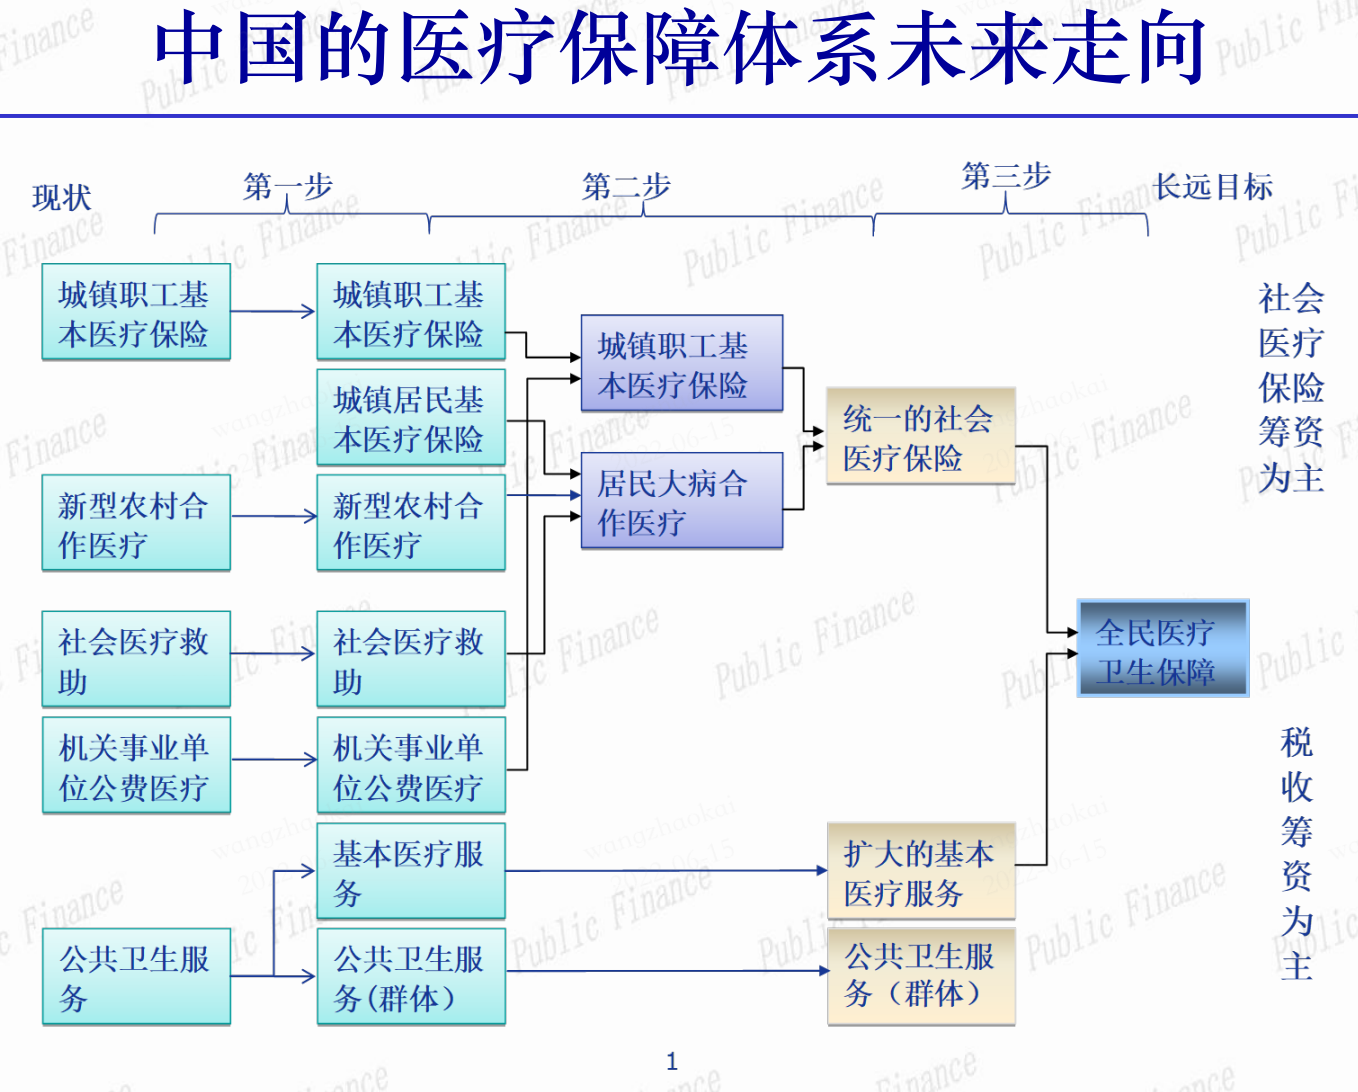 中国的医疗保障体系未来走向
现状
第一步
第二步
第三步
长远目标
城镇职工基
本医疗保险
新型农村合
作医疗
社会医疗救
助
机关事业单
位公费医疗
公共卫生服
务
城镇职工基
本医疗保险
城镇居民基
本医疗保险
新型农村合
作医疗
社会医疗救
助
机关事业单
位公费医疗
基本医疗服
务
公共卫生服
务(群体）
城镇职工基
本医疗保险
居民大病合
作医疗
统一的社会
医疗保险
扩大的基本
医疗服务
公共卫生服
务（群体）
全民医疗
卫生保障
社会
医疗
保险
筹资
为主
税
收
筹
资
为
主
1
Public Finance
wangzhaokai
2022-06-15